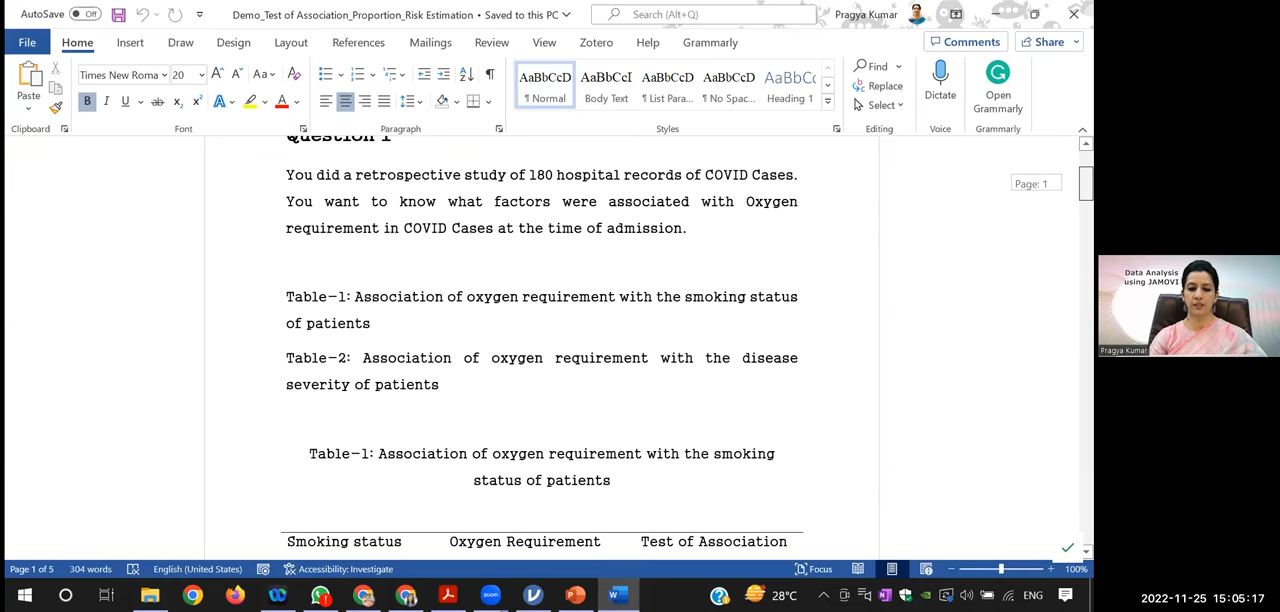 AutoSave Off Demo_Test of Association_Proportion_Risk Estimation • Saved to this PC Search (Alt+Q) Pragya Kumar
File Home Insert Draw Design Layout References Mailings Review View Zotero Help Grammarly Comments Share
Paste Times New Roma 20 A A Aa A AaBbCcD AaBbCcI AaBbCcD AaBbCcD AaBbCc Find Dictate Open
B I U ab x₂ x² A A ¶ Normal Body Text ¶ List Para... ¶ No Spac... Heading 1 Replace Grammarly
Select
Clipboard Font Paragraph Styles Editing Voice Grammarly
Question 1
You did a retrospective study of 180 hospital records of COVID Cases.
You want to know what factors were associated with Oxygen
requirement in COVID Cases at the time of admission.
Page: 1
Table-1: Association of oxygen requirement with the smoking status
of patients
Table-2: Association of oxygen requirement with the disease
severity of patients
Table-1: Association of oxygen requirement with the smoking
status of patients
Smoking status Oxygen Requirement Test of Association
Data Analysis
using JAMOVI
Pragya Kumar
Page 1 of 5 304 words English (United States) Accessibility: Investigate Focus 100%
zoom 28°C ENG
2022-11-25 15:05:17